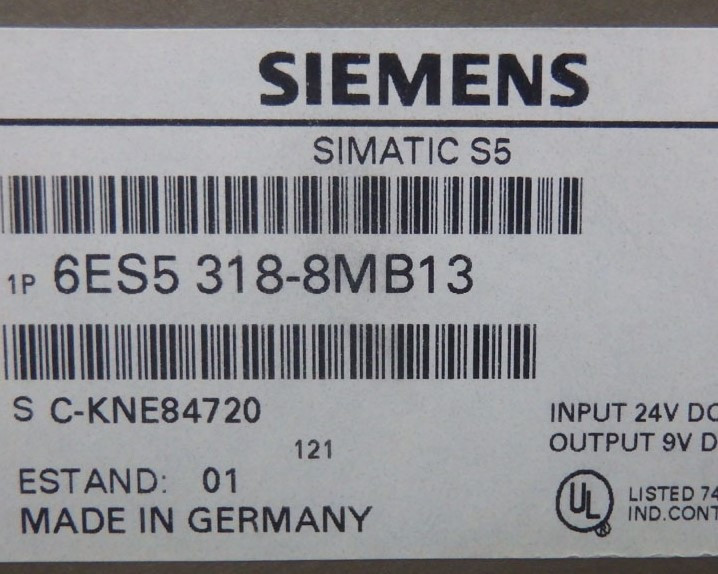 SIEMENS
SIMATIC S5
1P 6ES5 318-8MB13
S C-KNE84720
121
INPUT 24V DC
OUTPUT 9V D
ESTAND: 01
MADE IN GERMANY
UL
®
LISTED 74
IND.CONT